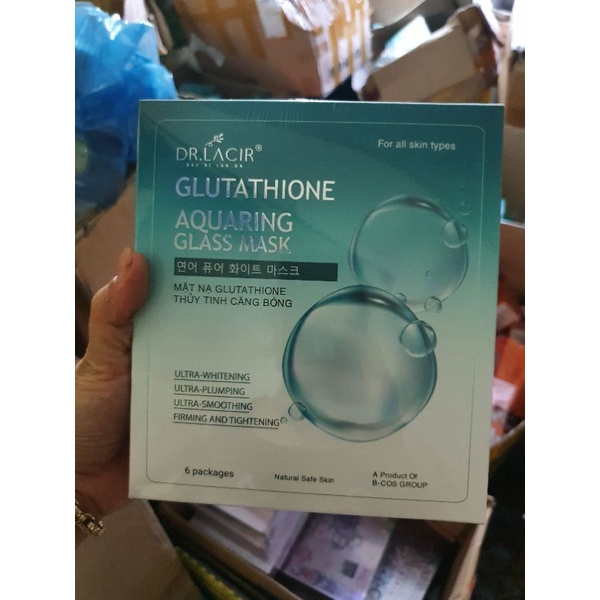 DR.LACIR®
For all skin types
GLUTATHIONE
AQUARING
GLASS MASK
연어 퓨어 화이트 마스크
MẶT NẠ GLUTATHIONE
THỦY TINH CĂNG BÓNG
ULTRA-WHITENING
ULTRA-PLUMPING
ULTRA-SMOOTHING
FIRMING AND TIGHTENING
6 packages
Natural Safe Skin
A Product Of
B-COS GROUP